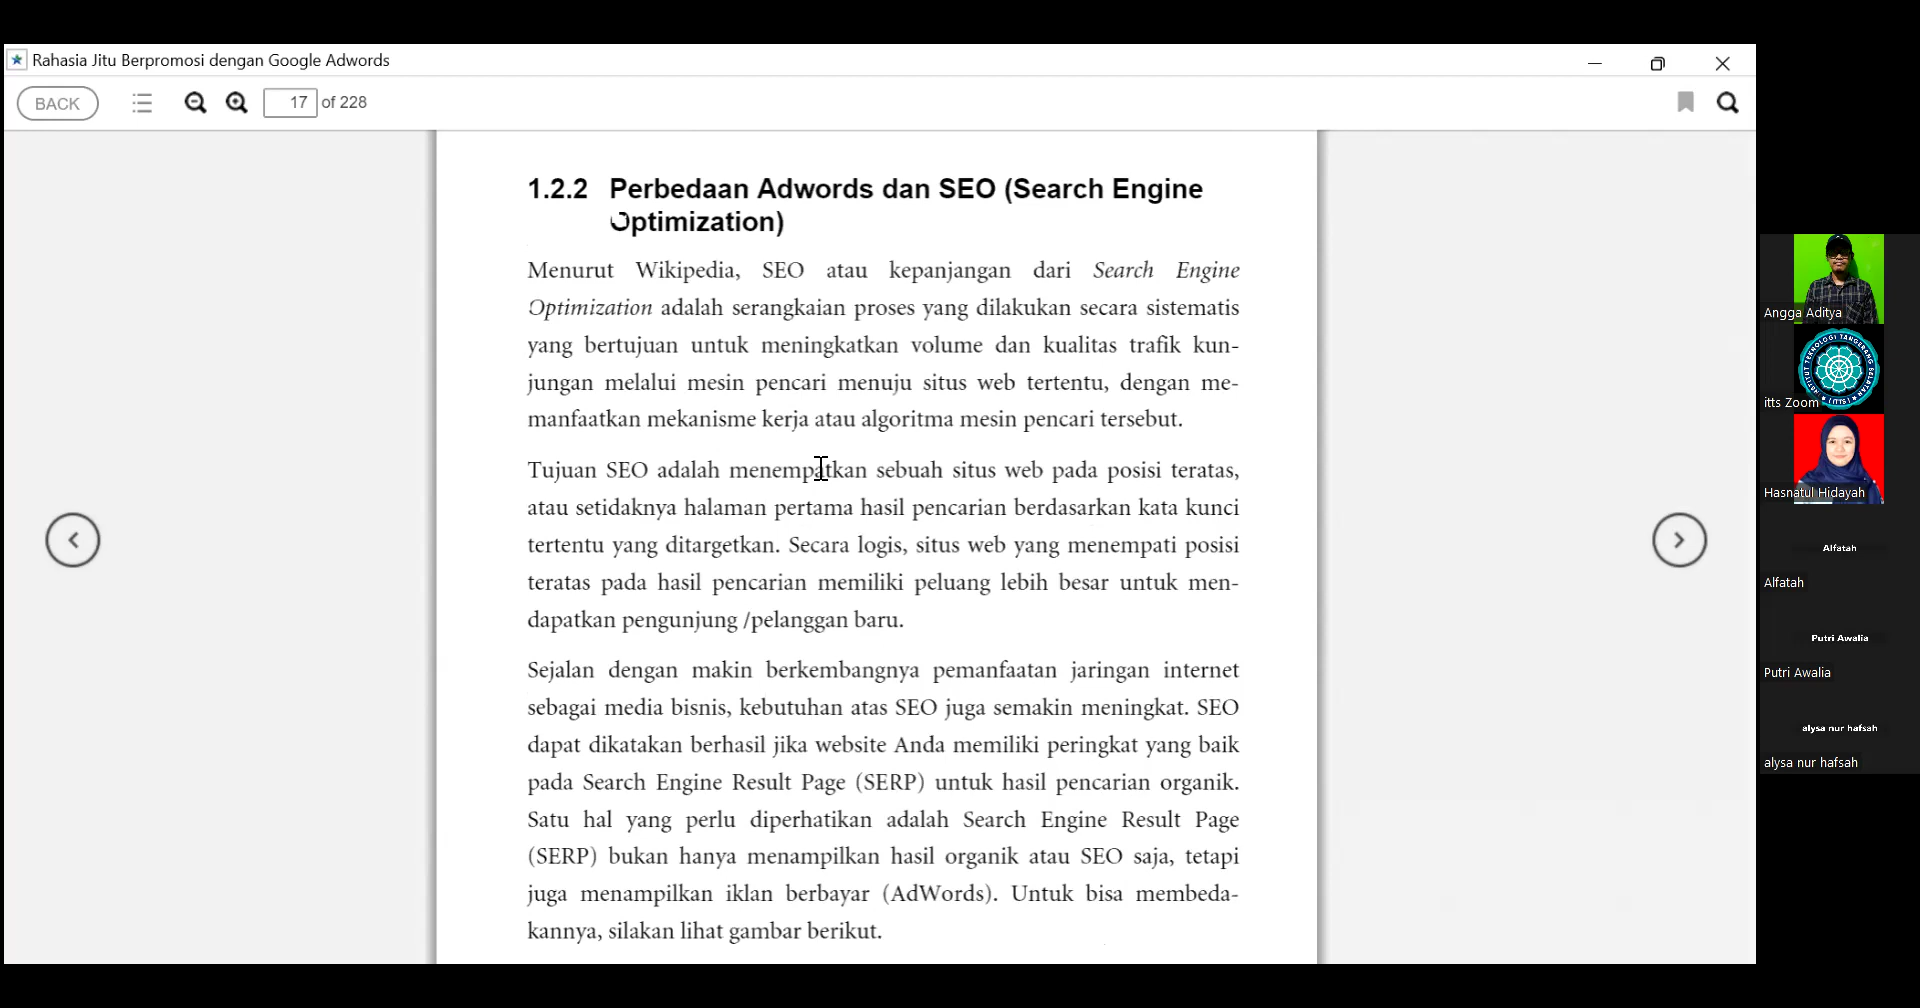 Rahasia Jitu Berpromosi dengan Google Adwords
BACK
17 of 228
1.2.2 Perbedaan Adwords dan SEO (Search Engine
Optimization)
Menurut Wikipedia, SEO atau kepanjangan dari Search Engine
Optimization adalah serangkaian proses yang dilakukan secara sistematis
yang bertujuan untuk meningkatkan volume dan kualitas trafik kun-
jungan melalui mesin pencari menuju situs web tertentu, dengan me-
manfaatkan mekanisme kerja atau algoritma mesin pencari tersebut.
Tujuan SEO adalah menempatkan sebuah situs web pada posisi teratas,
atau setidaknya halaman pertama hasil pencarian berdasarkan kata kunci
tertentu yang ditargetkan. Secara logis, situs web yang menempati posisi
teratas pada hasil pencarian memiliki peluang lebih besar untuk men-
dapatkan pengunjung /pelanggan baru.
Sejalan dengan makin berkembangnya pemanfaatan jaringan internet
sebagai media bisnis, kebutuhan atas SEO juga semakin meningkat. SEO
dapat dikatakan berhasil jika website Anda memiliki peringkat yang baik
pada Search Engine Result Page (SERP) untuk hasil pencarian organik.
Satu hal yang perlu diperhatikan adalah Search Engine Result Page
(SERP) bukan hanya menampilkan hasil organik atau SEO saja, tetapi
juga menampilkan iklan berbayar (AdWords). Untuk bisa membeda-
kannya, silakan lihat gambar berikut.
Angga Aditya
INSTITUT TEKNOLOGI TANGERANG SELATAN
(ITTS)
itts Zoom
Hasnatul Hidayah
Alfatah
Alfatah
Putri Awalia
Putri Awalia
alysa nur hafsah
alysa nur hafsah